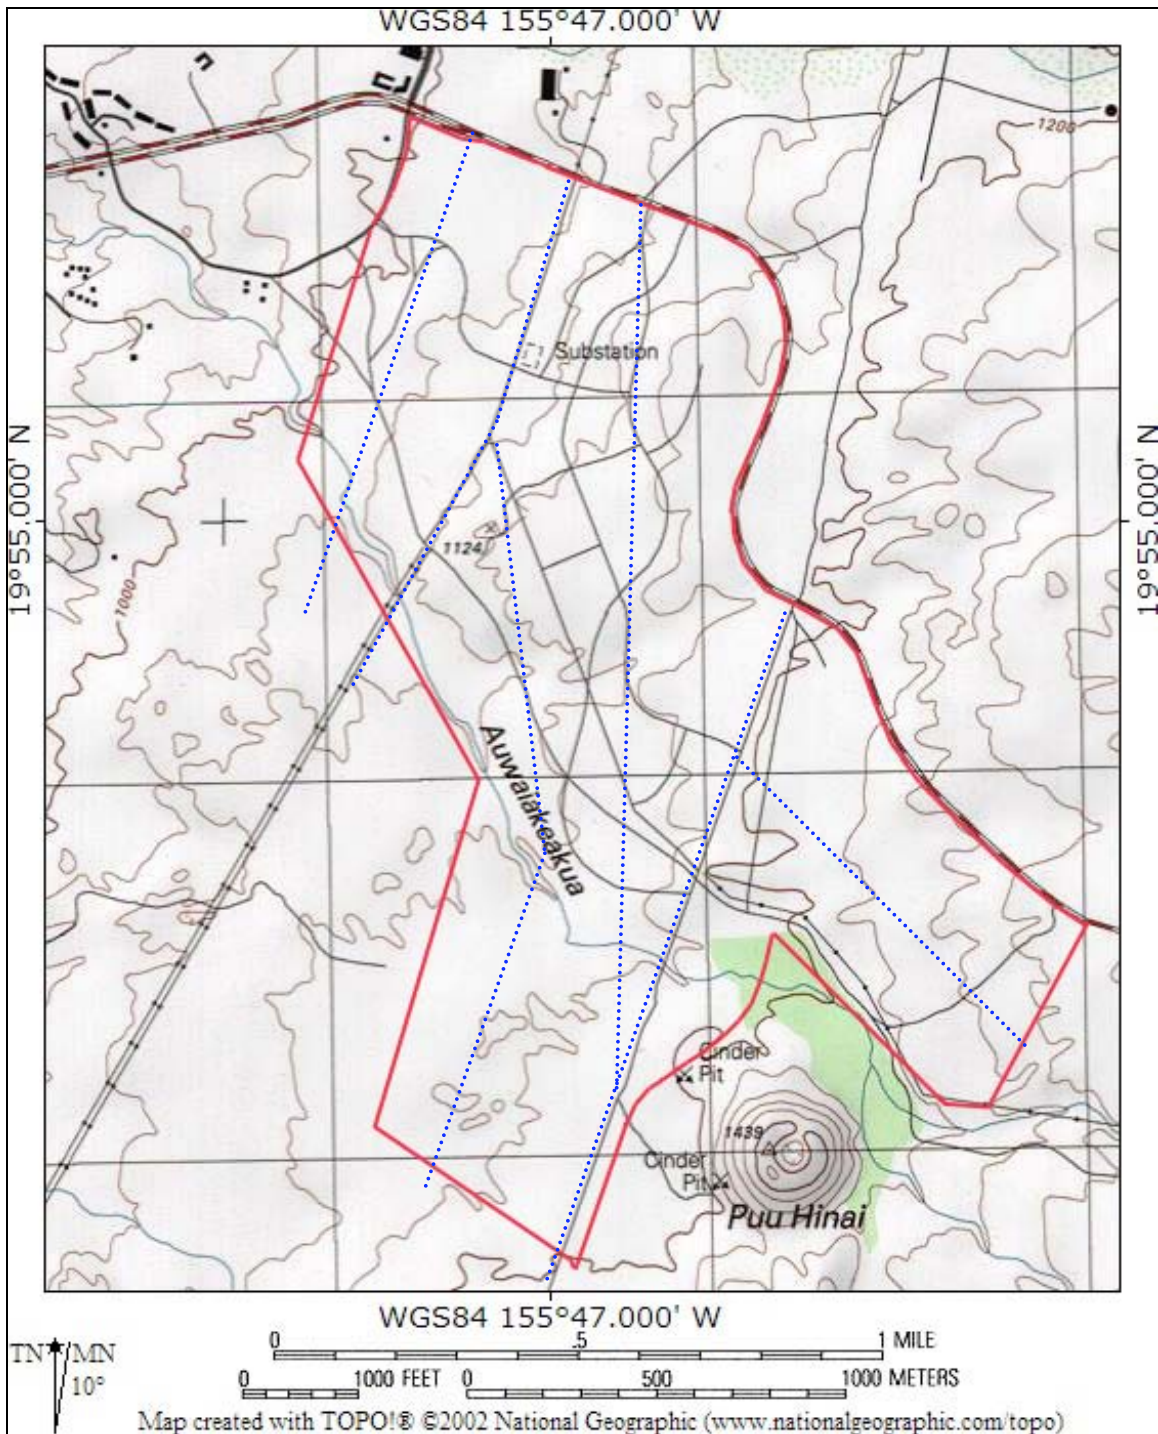 WGS84 155°47.000' W
1200
Substation
19°55.000' N
19°55.000' N
1124
1000
Auwaiakeakua
Cinder
Pit
1439
Cinder
Pit
Puu Hinai
WGS84 155°47.000' W
TN MN
10°
0 .5 1 MILE
0 1000 FEET 0 500 1000 METERS
Map created with TOPO!® ©2002 National Geographic (www.nationalgeographic.com/topo)